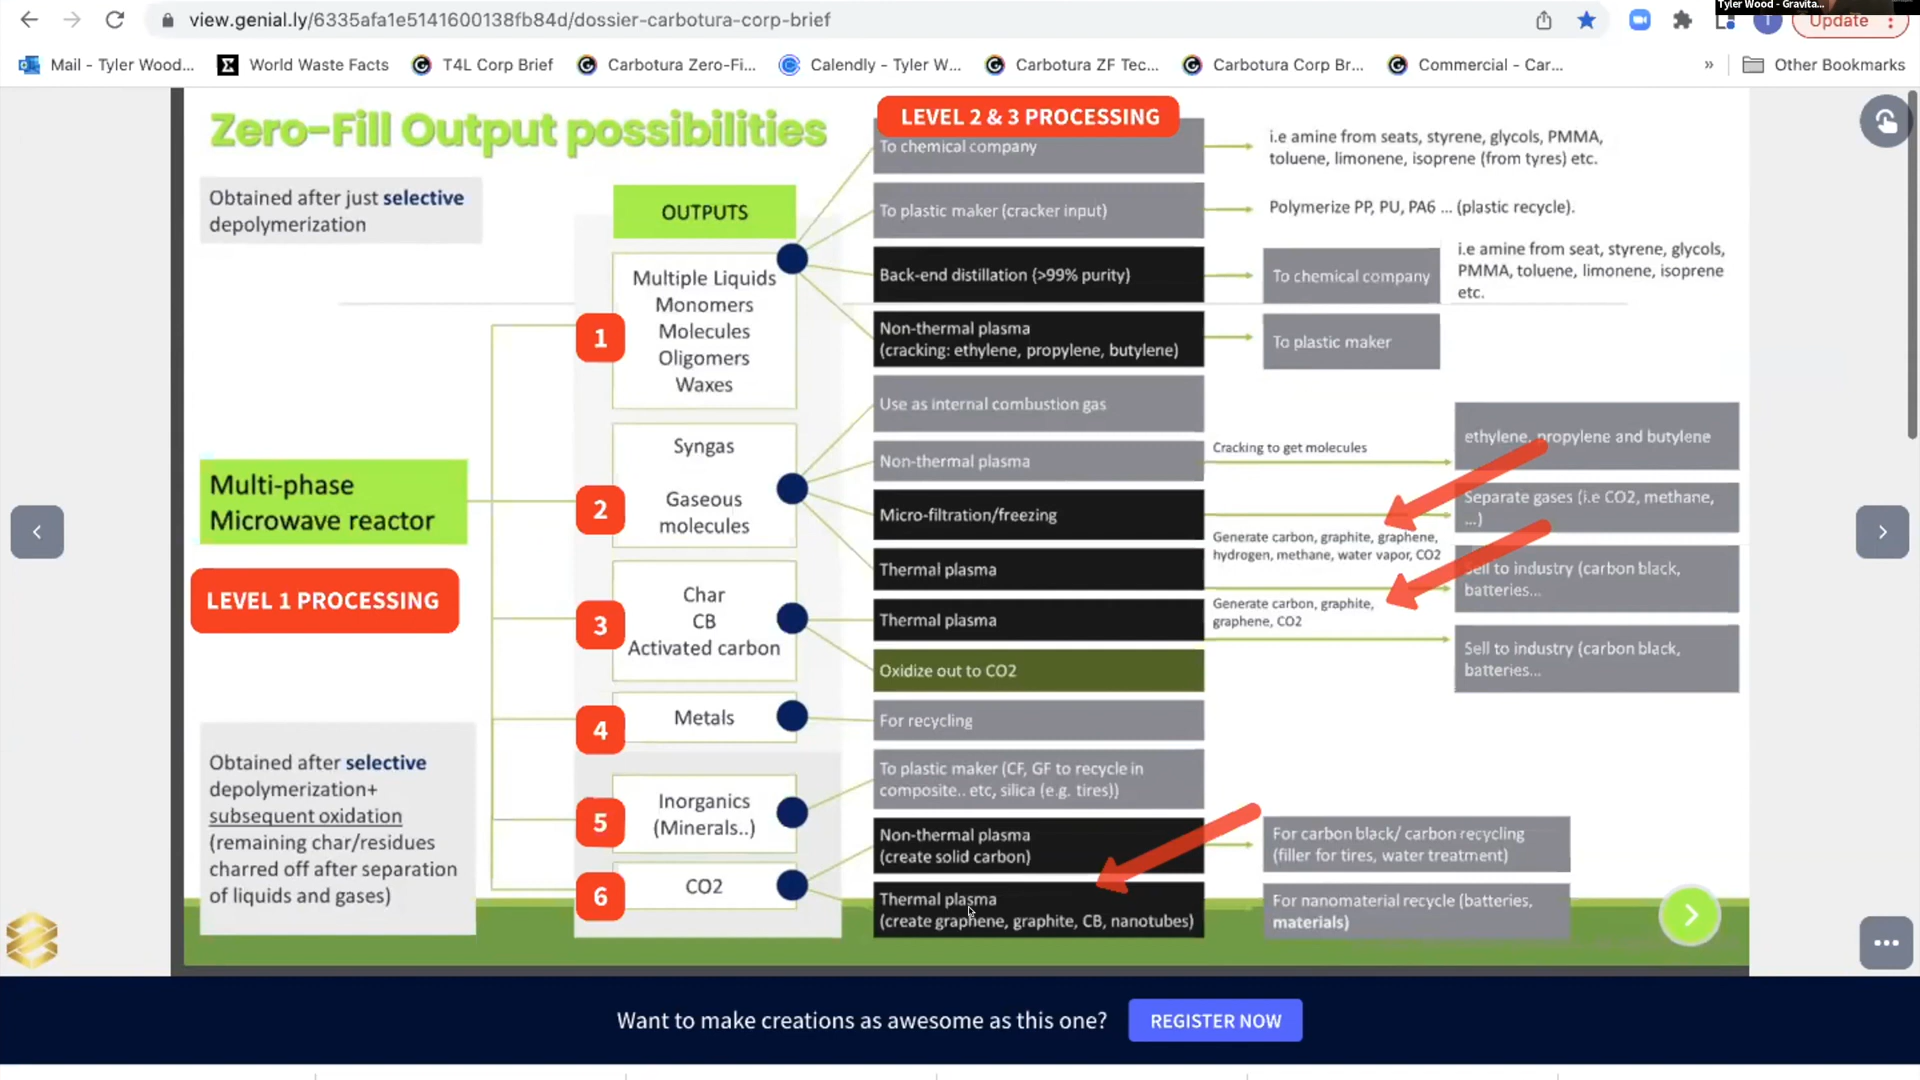 Tyler Wood - Gravita...
view.genial.ly/6335afa1e5141600138fb84d/dossier-carbotura-corp-brief
T
Update
Mail - Tyler Wood...
World Waste Facts
T4L Corp Brief
Carbotura Zero-Fi...
Calendly - Tyler W...
Carbotura ZF Tec...
Carbotura Corp Br...
Commercial - Car...
»
Other Bookmarks
Zero-Fill Output possibilities
LEVEL 2 & 3 PROCESSING
Obtained after just selective
depolymerization
OUTPUTS
Multiple Liquids
Monomers
Molecules
Oligomers
Waxes
1
Syngas
Gaseous
molecules
2
Char
CB
Activated carbon
3
Metals
4
Inorganics
(Minerals..)
5
CO2
6
Multi-phase
Microwave reactor
LEVEL 1 PROCESSING
Obtained after selective
depolymerization+
subsequent oxidation
(remaining char/residues
charred off after separation
of liquids and gases)
To chemical company
i.e amine from seats, styrene, glycols, PMMA,
toluene, limonene, isoprene (from tyres) etc.
To plastic maker (cracker input)
Polymerize PP, PU, PA6 ... (plastic recycle).
Back-end distillation (>99% purity)
To chemical company
i.e amine from seat, styrene, glycols,
PMMA, toluene, limonene, isoprene
etc.
Non-thermal plasma
(cracking: ethylene, propylene, butylene)
To plastic maker
Use as internal combustion gas
Non-thermal plasma
Cracking to get molecules
ethylene, propylene and butylene
Micro-filtration/freezing
Separate gases (i.e CO2, methane,
...)
Thermal plasma
Generate carbon, graphite, graphene,
hydrogen, methane, water vapor, CO2
Sell to industry (carbon black,
batteries...
Thermal plasma
Generate carbon, graphite,
graphene, CO2
Sell to industry (carbon black,
batteries...
Oxidize out to CO2
For recycling
To plastic maker (CF, GF to recycle in
composite.. etc, silica (e.g. tires))
Non-thermal plasma
(create solid carbon)
For carbon black/ carbon recycling
(filler for tires, water treatment)
Thermal plasma
(create graphene, graphite, CB, nanotubes)
For nanomaterial recycle (batteries,
materials)
Want to make creations as awesome as this one?
REGISTER NOW